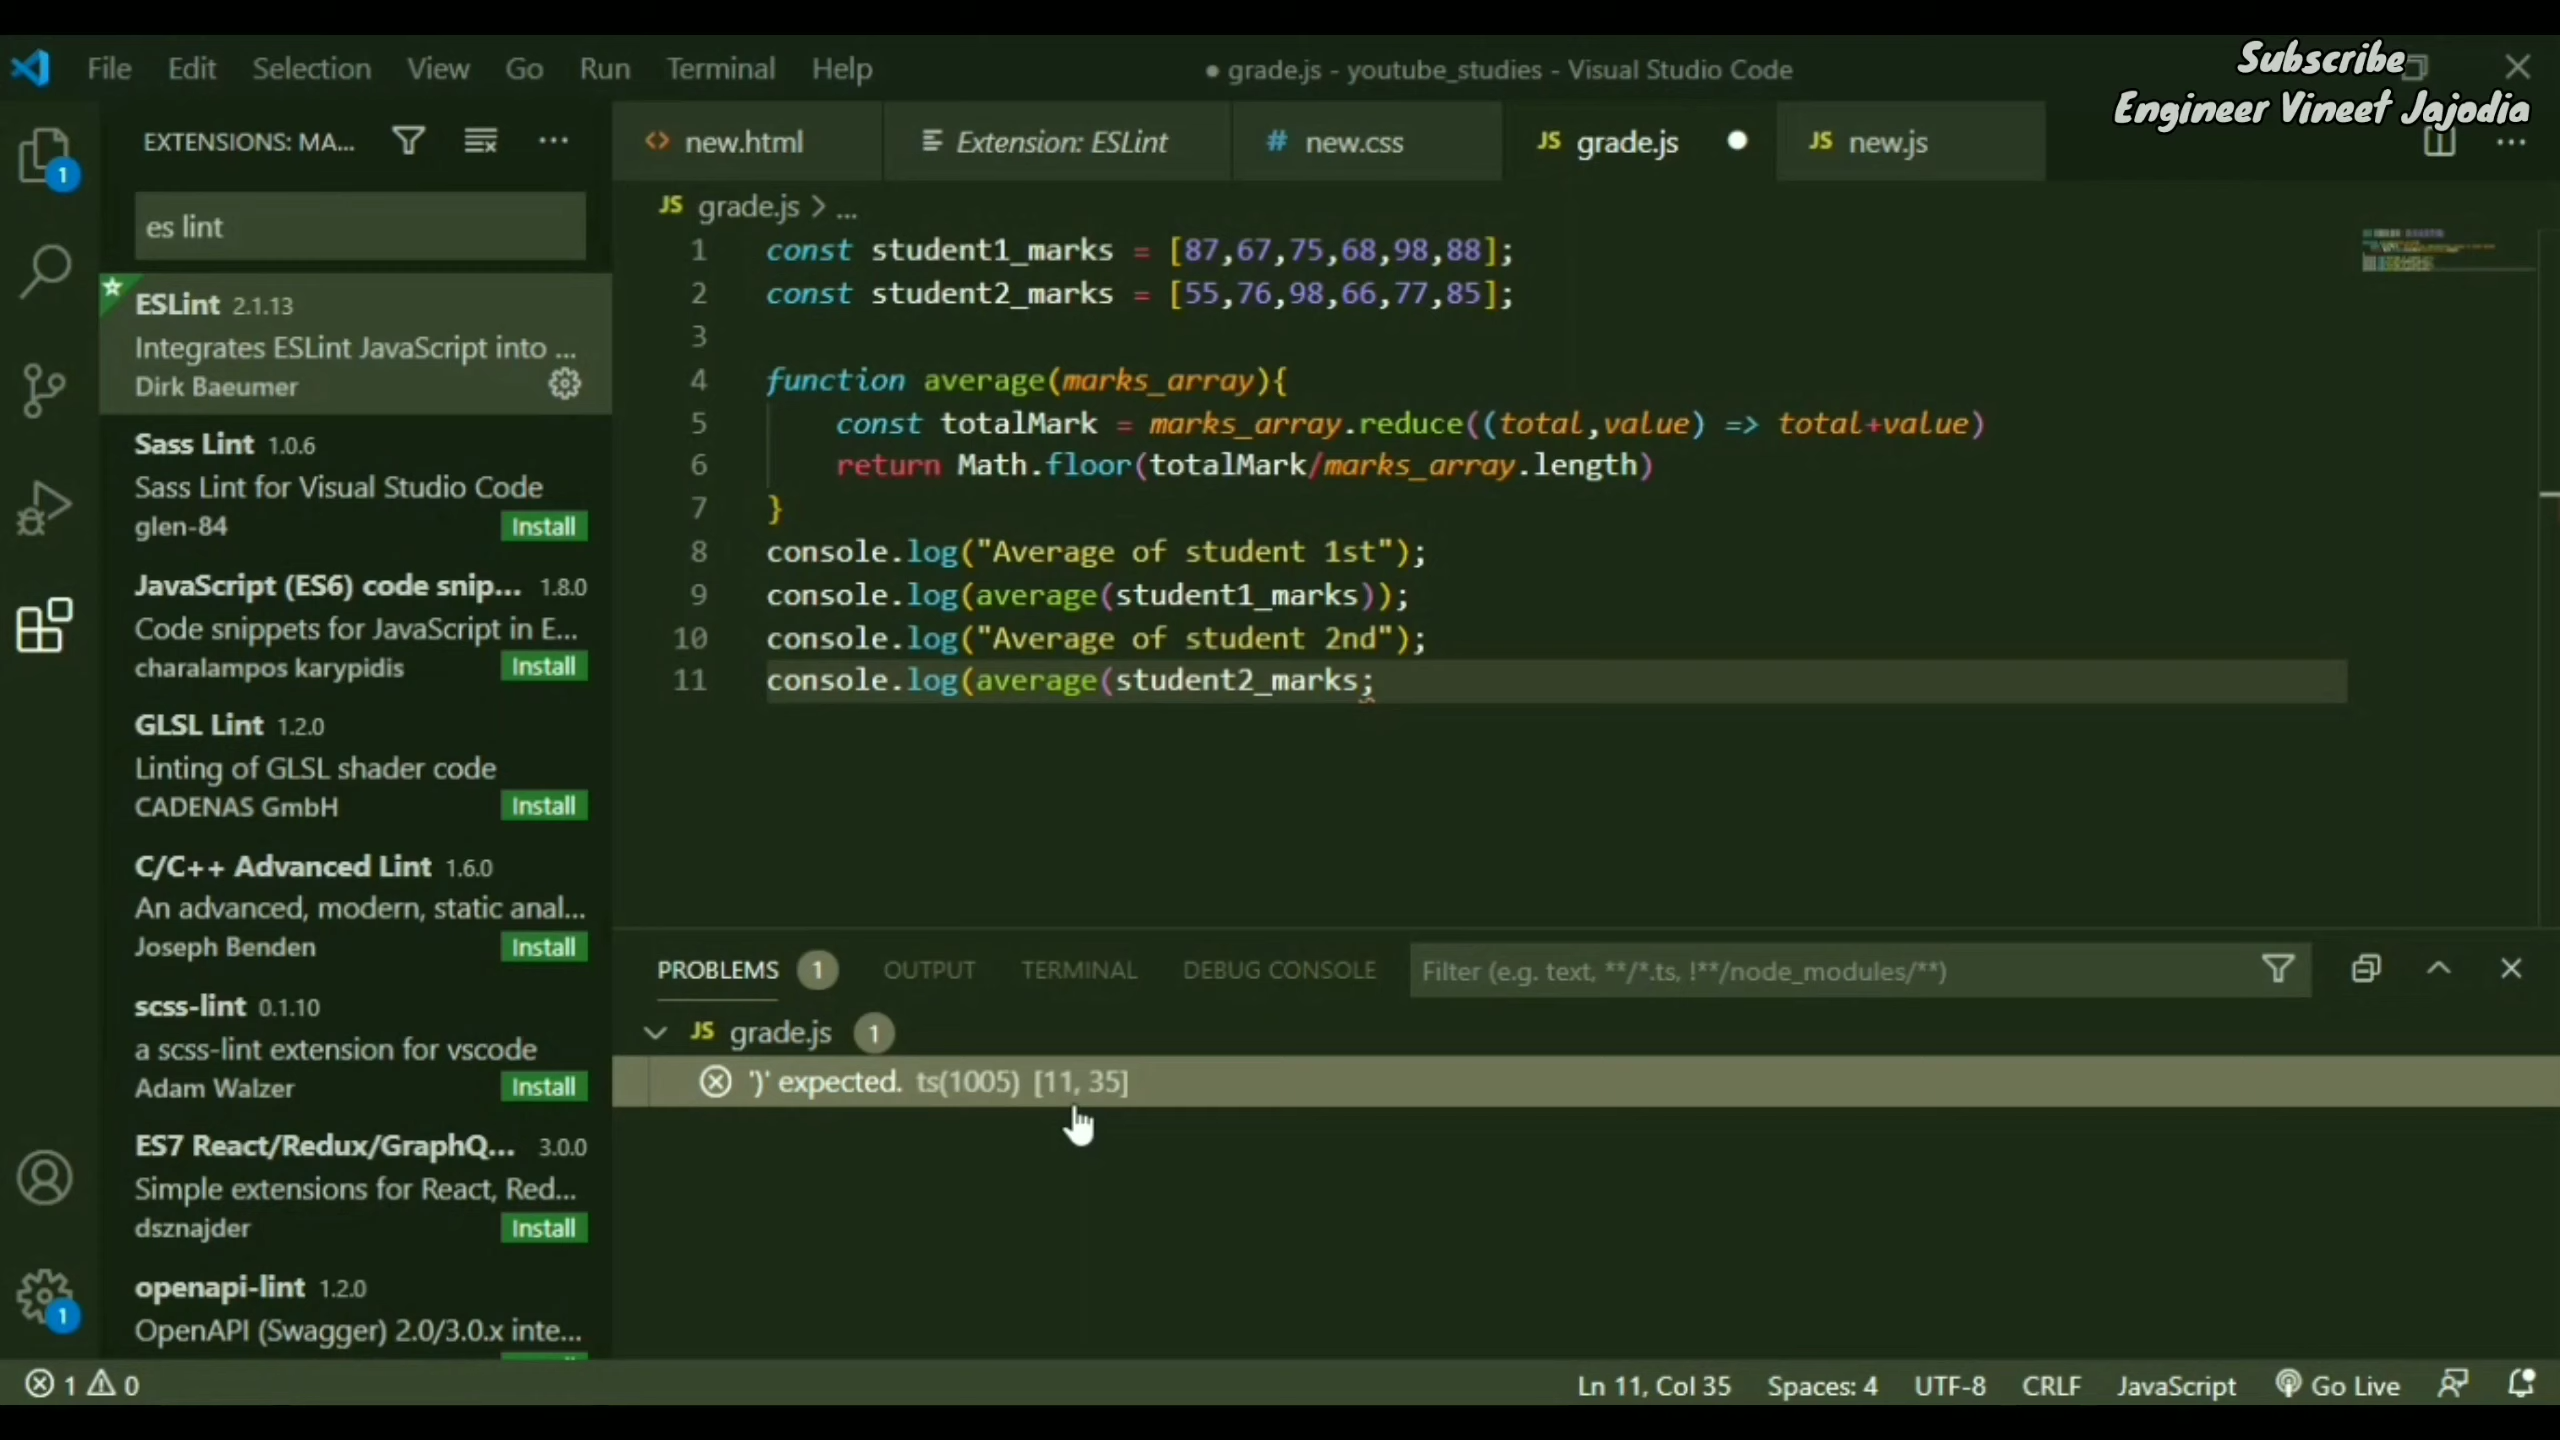 File Edit Selection View Go Run Terminal Help
● grade.js - youtube_studies - Visual Studio Code
Subscribe
Engineer Vineet Jajodia
EXTENSIONS: MA...
new.html
Extension: ESLint
# new.css
JS grade.js
JS new.js
1
es lint
JS grade.js > ...
ESLint 2.1.13
Integrates ESLint JavaScript into ...
Dirk Baeumer
Sass Lint 1.0.6
Sass Lint for Visual Studio Code
glen-84 Install
JavaScript (ES6) code snip... 1.8.0
Code snippets for JavaScript in E...
charalampos karypidis Install
GLSL Lint 1.2.0
Linting of GLSL shader code
CADENAS GmbH Install
C/C++ Advanced Lint 1.6.0
An advanced, modern, static anal...
Joseph Benden Install
scss-lint 0.1.10
a scss-lint extension for vscode
Adam Walzer Install
ES7 React/Redux/GraphQ... 3.0.0
Simple extensions for React, Red...
dsznajder Install
openapi-lint 1.2.0
OpenAPI (Swagger) 2.0/3.0.x inte...
1
1 const student1_marks = [87,67,75,68,98,88];
2 const student2_marks = [55,76,98,66,77,85];
3
4 function average(marks_array){
5 const totalMark = marks_array.reduce((total,value) => total+value)
6 return Math.floor(totalMark/marks_array.length)
7 }
8 console.log("Average of student 1st");
9 console.log(average(student1_marks));
10 console.log("Average of student 2nd");
11 console.log(average(student2_marks;
PROBLEMS 1 OUTPUT TERMINAL DEBUG CONSOLE Filter (e.g. text, **/*.ts, !**/node_modules/**)
JS grade.js 1
')' expected. ts(1005) [11, 35]
1 0 Ln 11, Col 35 Spaces: 4 UTF-8 CRLF JavaScript Go Live